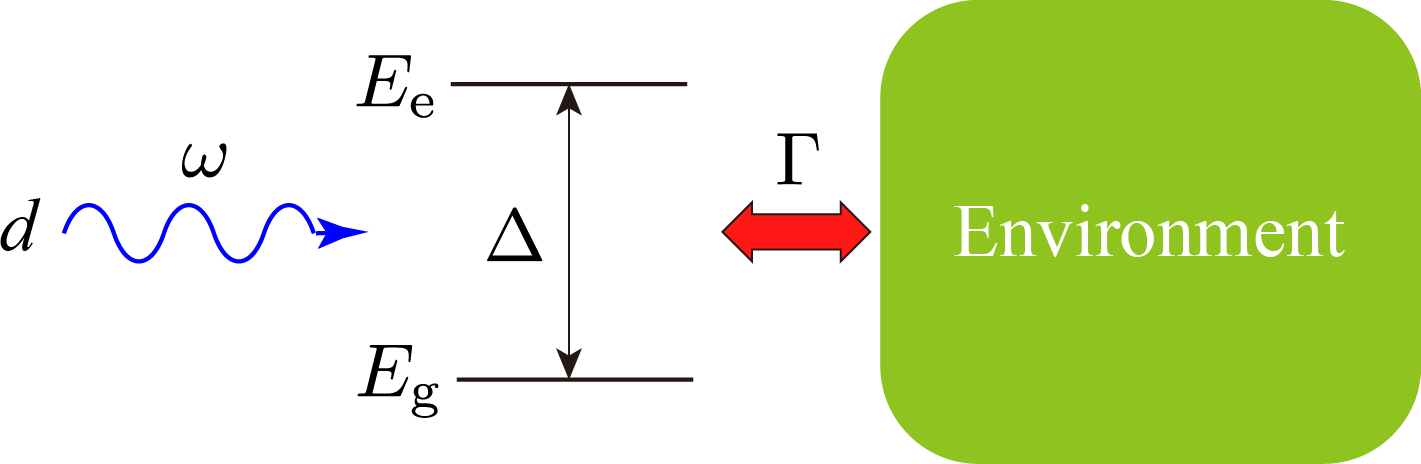 E_e
ω
Γ
d
Δ
Environment
E_g